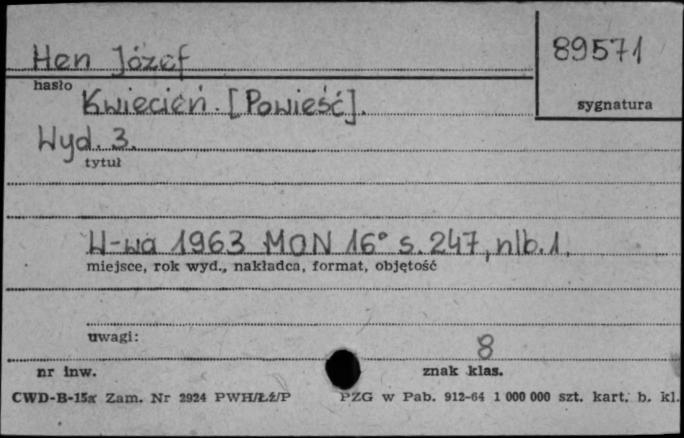 Hen Józef
89571
hasło
sygnatura
Kwiecień. [Powieść].
Wyd. 3.
tytuł
W-wa 1963 MON 16° s. 247, nlb. 1.
miejsce, rok wyd., nakładca, format, objętość
uwagi:
8
nr inw.
znak klas.
CWD-B-15a Zam. Nr 2924 PWH/Łź/P PZG w Pab. 912-64 1 000 000 szt. kart. b. kl.